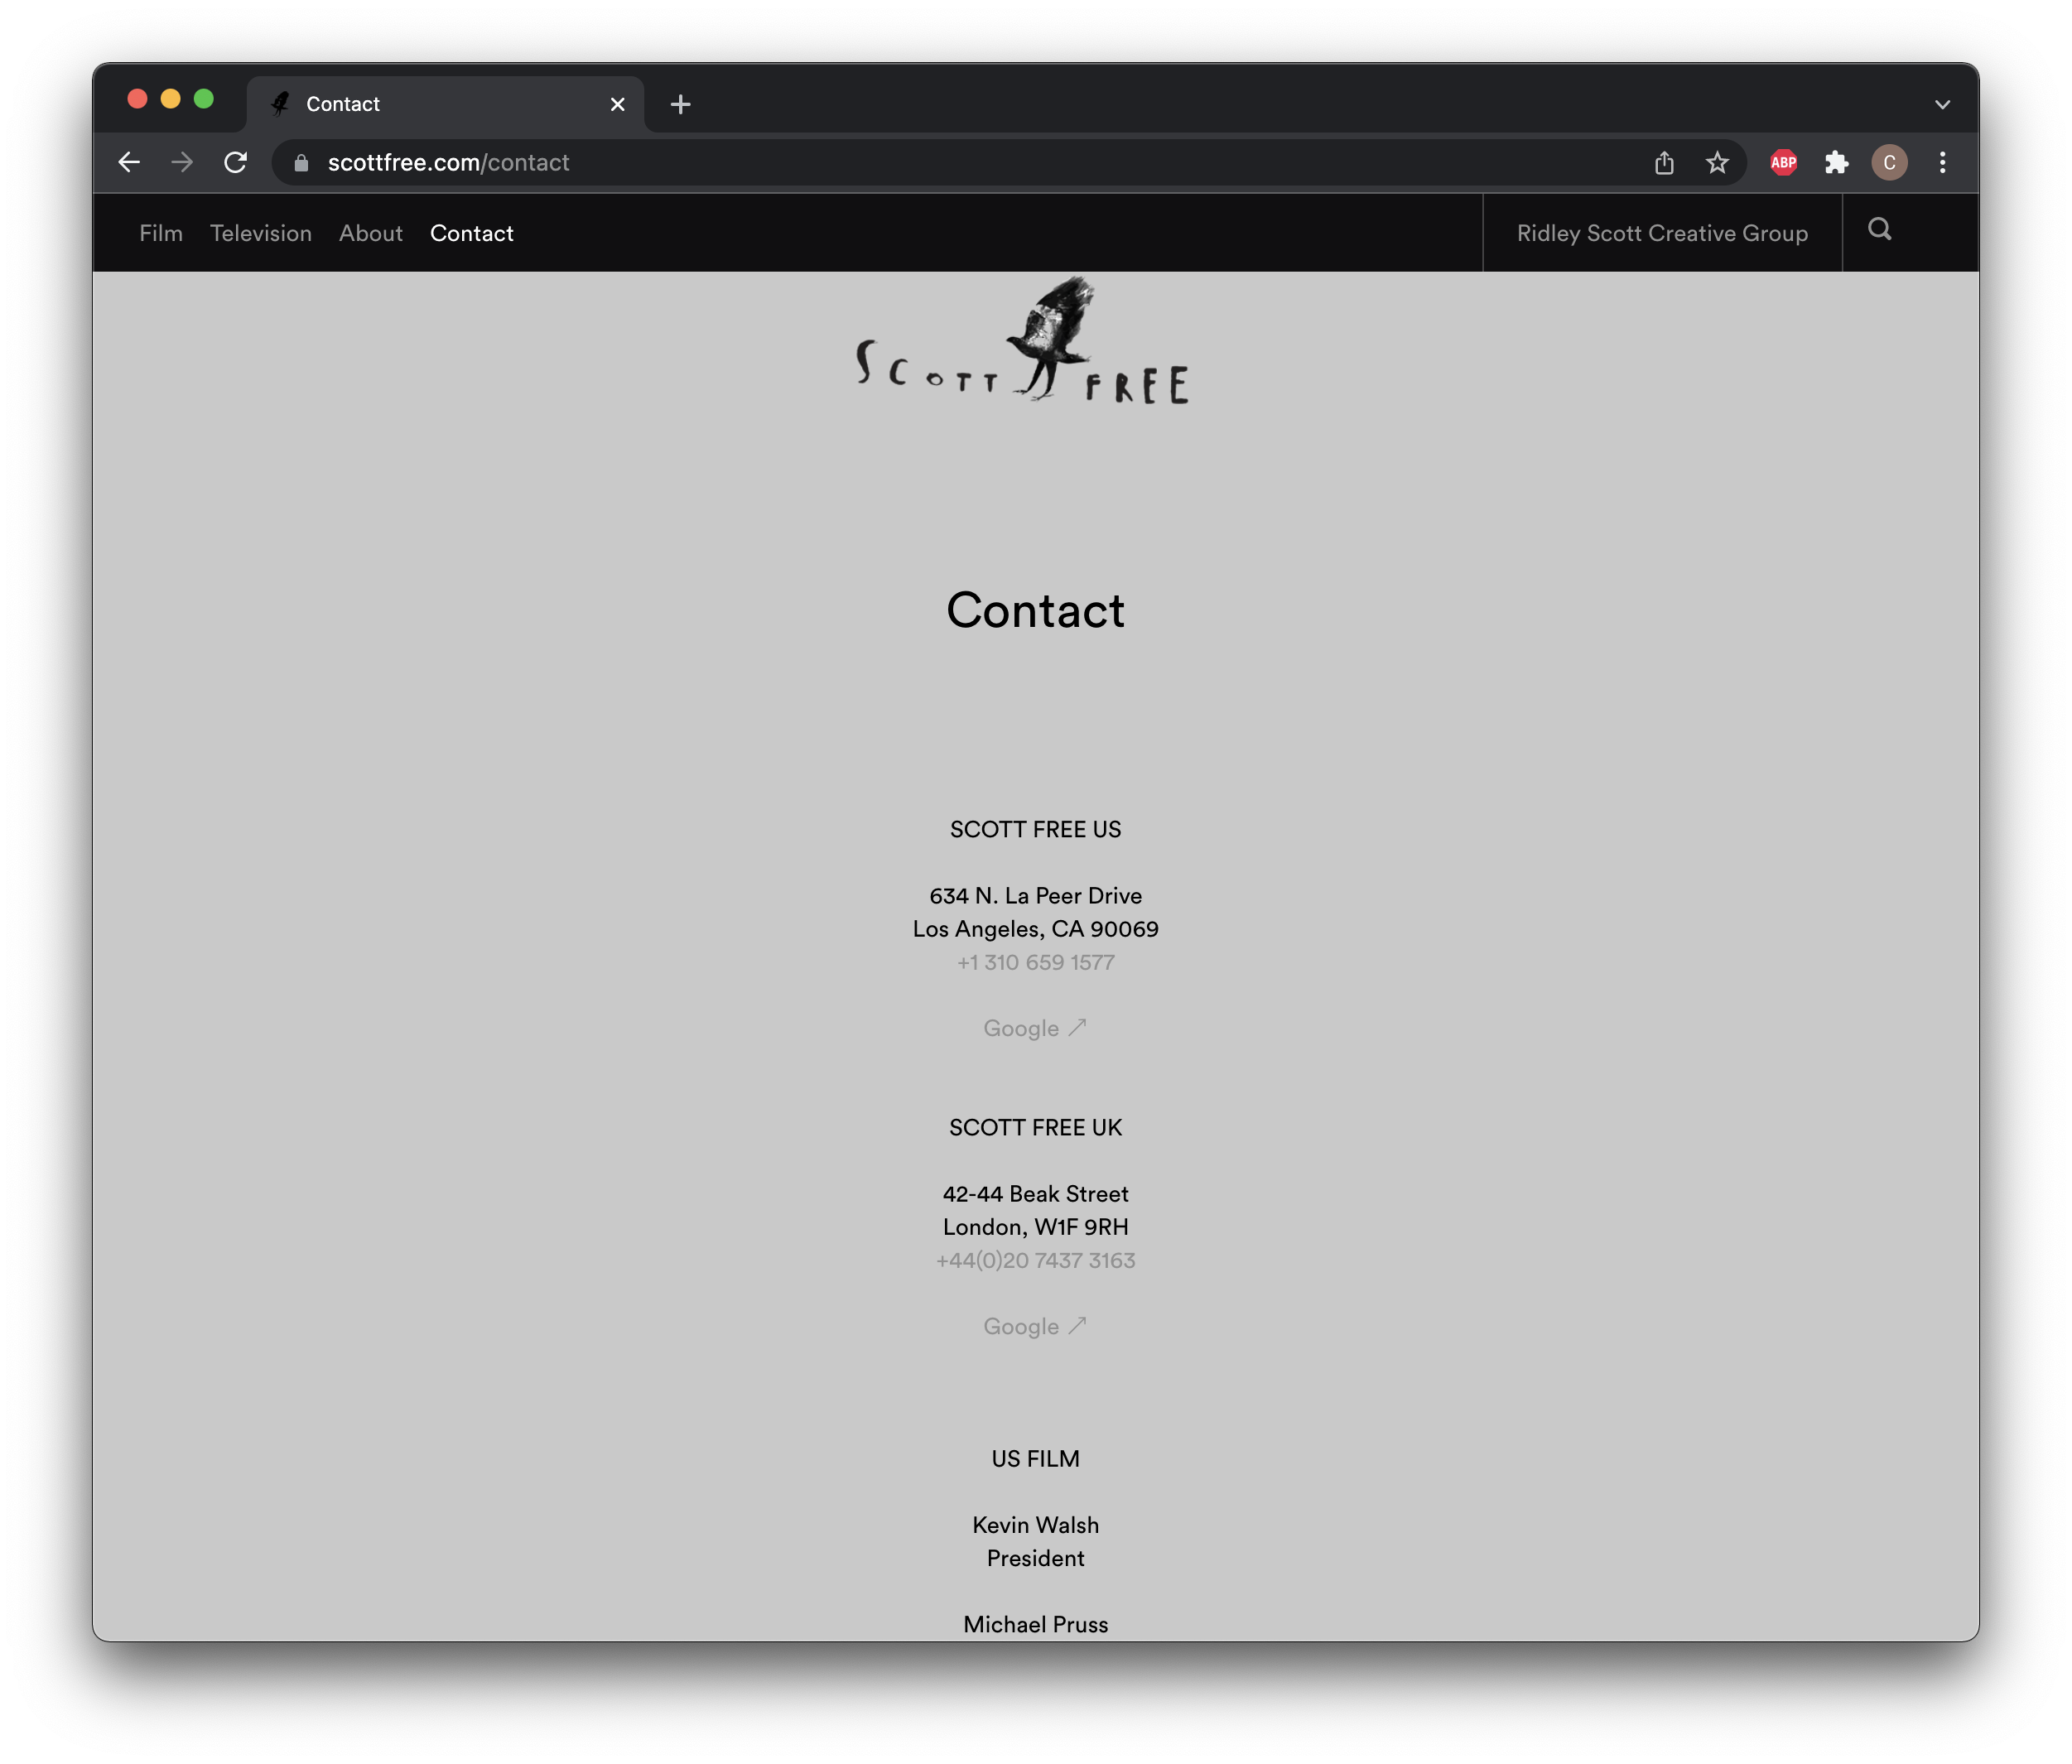 Contact
scottfree.com/contact
ABP
C
Film Television About Contact
Ridley Scott Creative Group
SCOTT FREE
Contact
SCOTT FREE US
634 N. La Peer Drive
Los Angeles, CA 90069
+1 310 659 1577
Google ↗
SCOTT FREE UK
42-44 Beak Street
London, W1F 9RH
+44(0)20 7437 3163
Google ↗
US FILM
Kevin Walsh
President
Michael Pruss